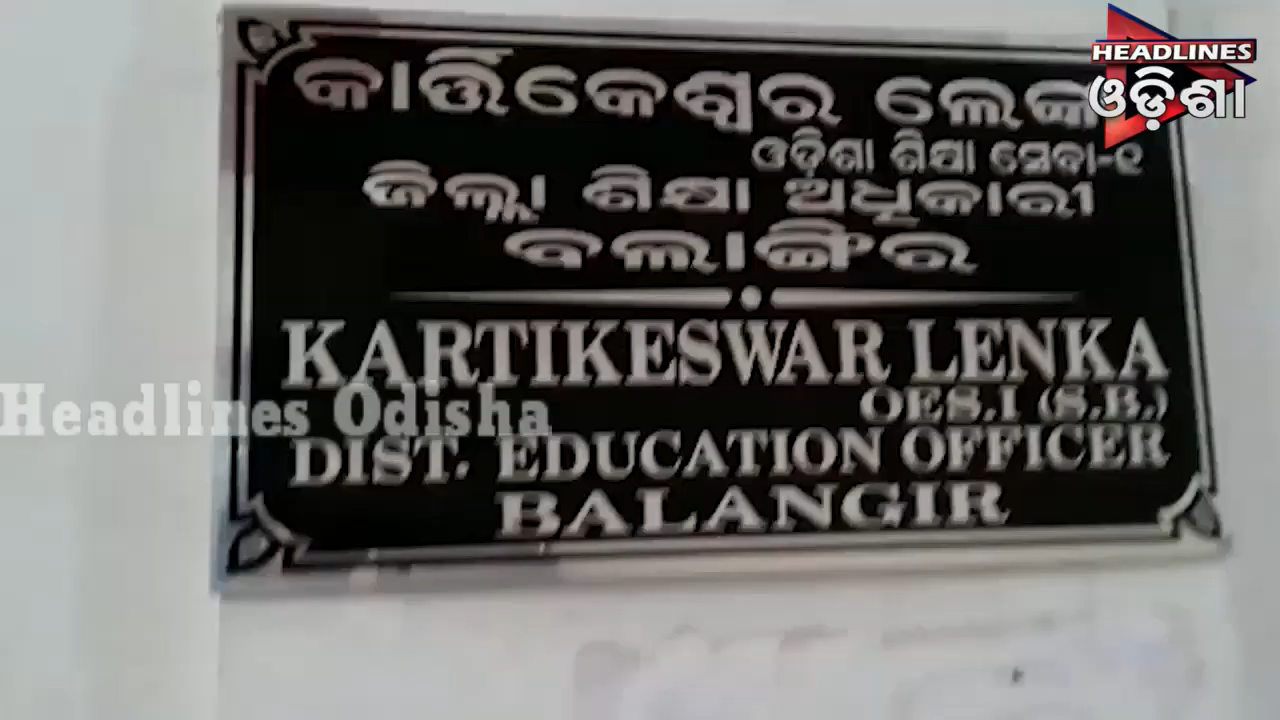 HEADLINES
ଓଡ଼ିଶା
କାର୍ତ୍ତିକେଶ୍ୱର ଲେଙ୍କା
ଓଡ଼ିଶା ଶିକ୍ଷା ସେବା-୧
ଜିଲ୍ଲା ଶିକ୍ଷା ଅଧିକାରୀ
ବଲାଙ୍ଗିର
KARTIKESWAR LENKA
OES.I (S.B.)
Headlines Odisha
DIST. EDUCATION OFFICER
BALANGIR